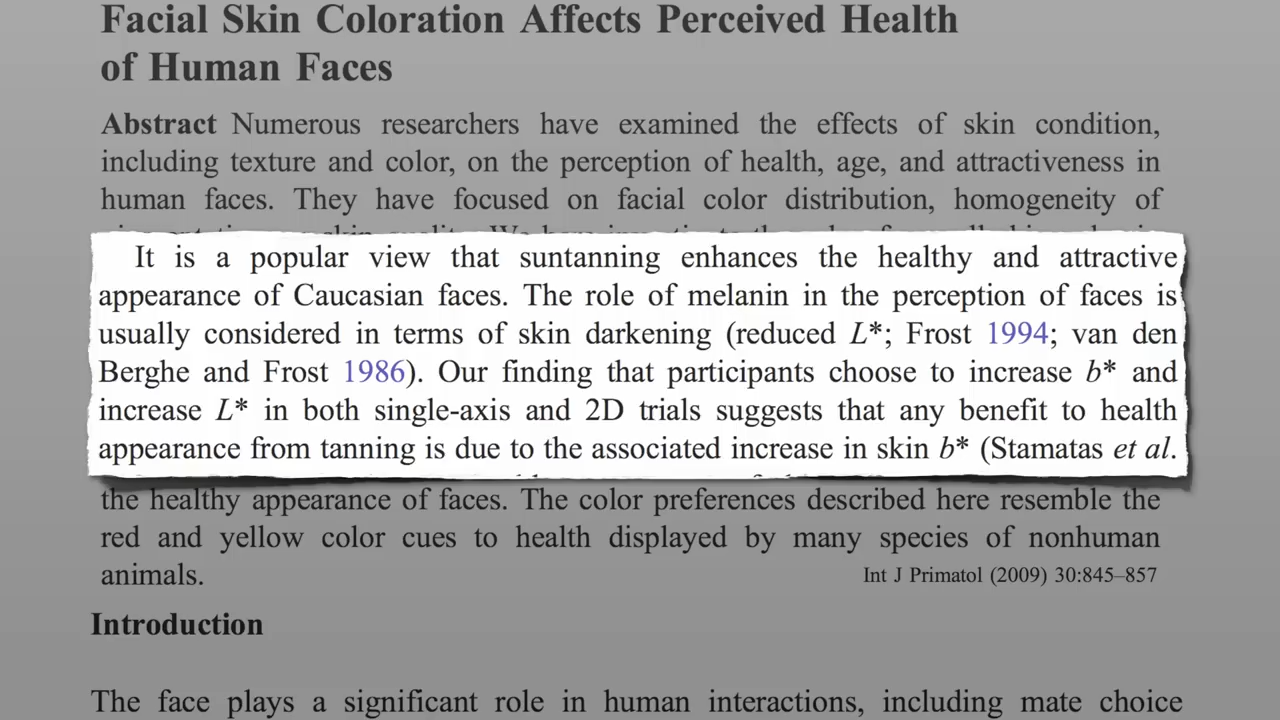 Facial Skin Coloration Affects Perceived Health
of Human Faces
Abstract Numerous researchers have examined the effects of skin condition,
including texture and color, on the perception of health, age, and attractiveness in
human faces. They have focused on facial color distribution, homogeneity of
It is a popular view that suntanning enhances the healthy and attractive
appearance of Caucasian faces. The role of melanin in the perception of faces is
usually considered in terms of skin darkening (reduced L*; Frost 1994; van den
Berghe and Frost 1986). Our finding that participants choose to increase b* and
increase L* in both single-axis and 2D trials suggests that any benefit to health
appearance from tanning is due to the associated increase in skin b* (Stamatas et al.
the healthy appearance of faces. The color preferences described here resemble the
red and yellow color cues to health displayed by many species of nonhuman
animals.
Int J Primatol (2009) 30:845–857
Introduction
The face plays a significant role in human interactions, including mate choice